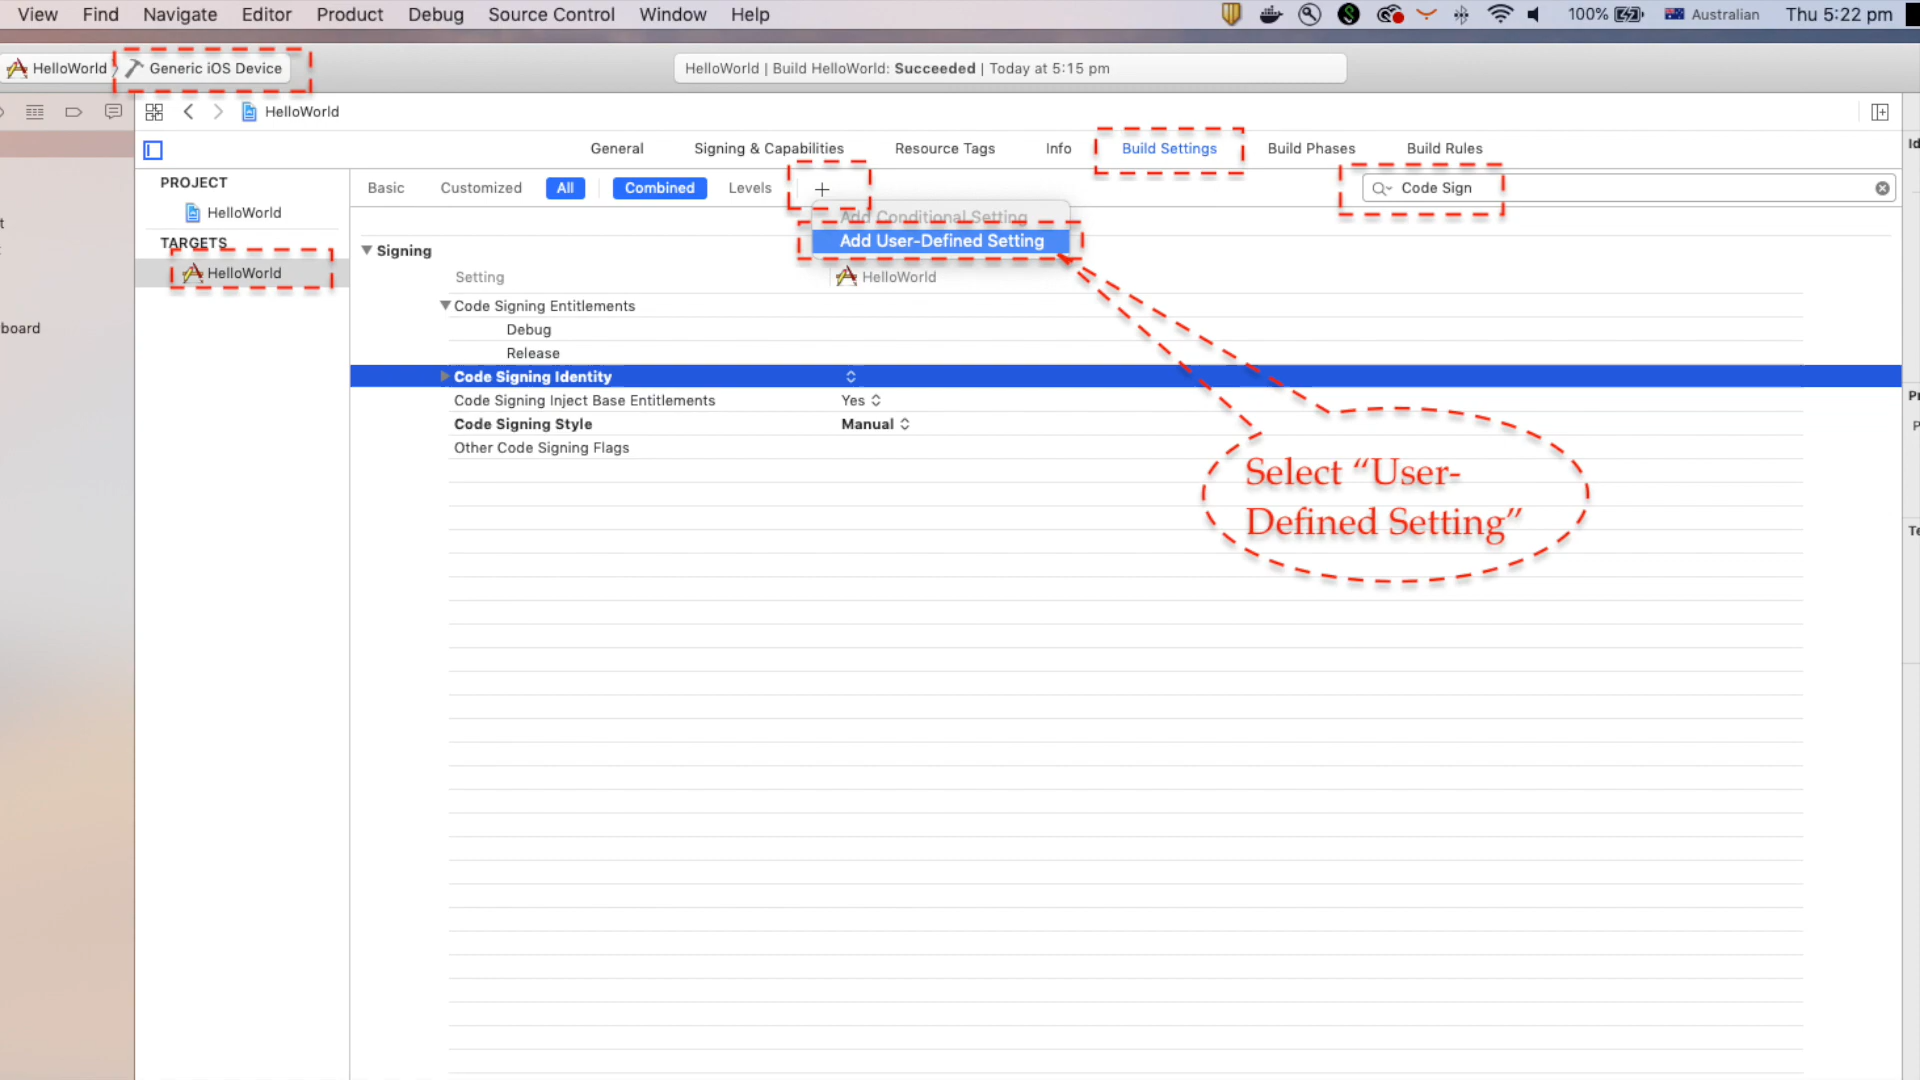 View Find Navigate Editor Product Debug Source Control Window Help 100% Australian Thu 5:22 pm
HelloWorld Generic iOS Device HelloWorld | Build HelloWorld: Succeeded | Today at 5:15 pm
HelloWorld
General Signing & Capabilities Resource Tags Info Build Settings Build Phases Build Rules
PROJECT
HelloWorld
TARGETS
HelloWorld
board
Basic Customized All Combined Levels + Code Sign
Add Conditional Setting
Add User-Defined Setting
Signing
Setting HelloWorld
Code Signing Entitlements
Debug
Release
Code Signing Identity
Code Signing Inject Base Entitlements Yes
Code Signing Style Manual
Other Code Signing Flags
Select “User-
Defined Setting”